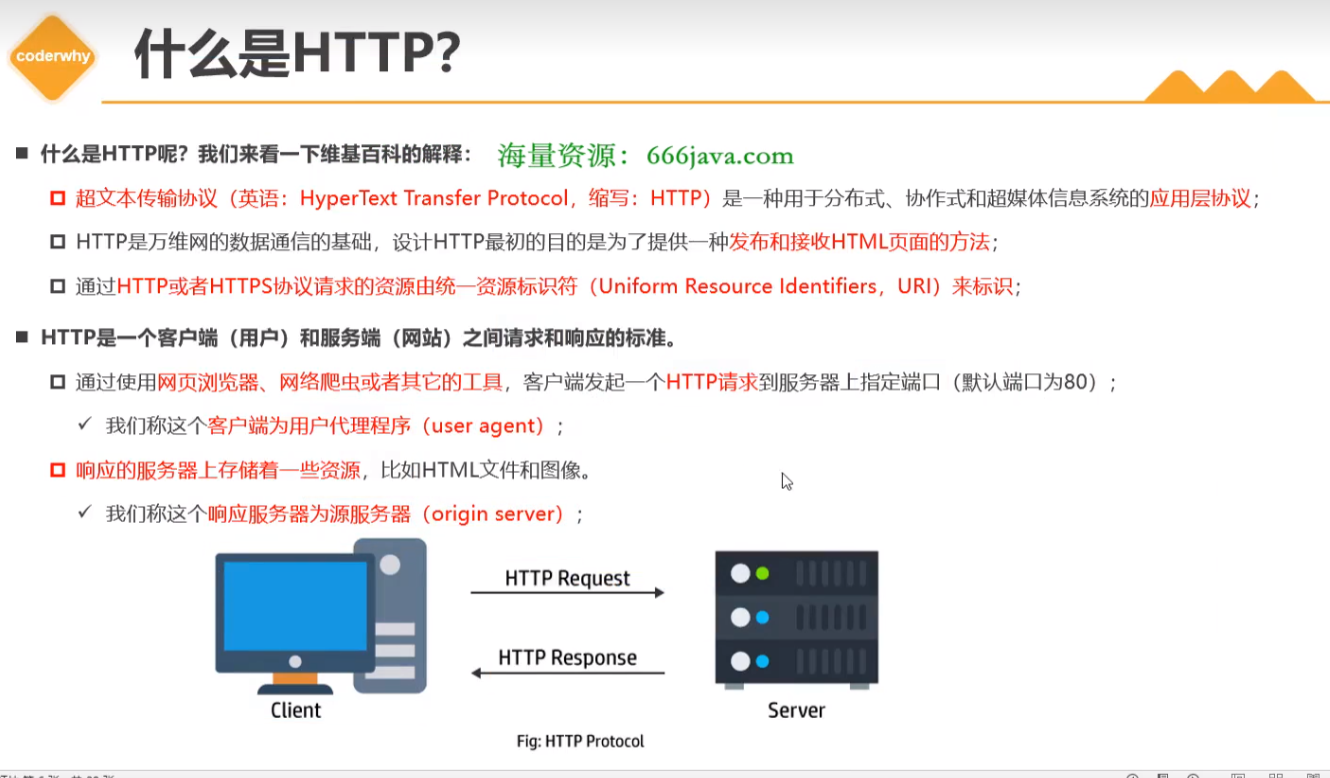 coderwhy
什么是HTTP?
■ 什么是HTTP呢？我们来看一下维基百科的解释：
海量资源：666java.com
超文本传输协议（英语：HyperText Transfer Protocol，缩写：HTTP）是一种用于分布式、协作式和超媒体信息系统的应用层协议；
HTTP是万维网的数据通信的基础，设计HTTP最初的目的是为了提供一种发布和接收HTML页面的方法；
通过HTTP或者HTTPS协议请求的资源由统一资源标识符（Uniform Resource Identifiers，URI）来标识；
■ HTTP是一个客户端（用户）和服务端（网站）之间请求和响应的标准。
通过使用网页浏览器、网络爬虫或者其它的工具，客户端发起一个HTTP请求到服务器上指定端口（默认端口为80）；
✓ 我们称这个客户端为用户代理程序（user agent）；
响应的服务器上存储着一些资源，比如HTML文件和图像。
✓ 我们称这个响应服务器为源服务器（origin server）；
HTTP Request
HTTP Response
Client
Server
Fig: HTTP Protocol